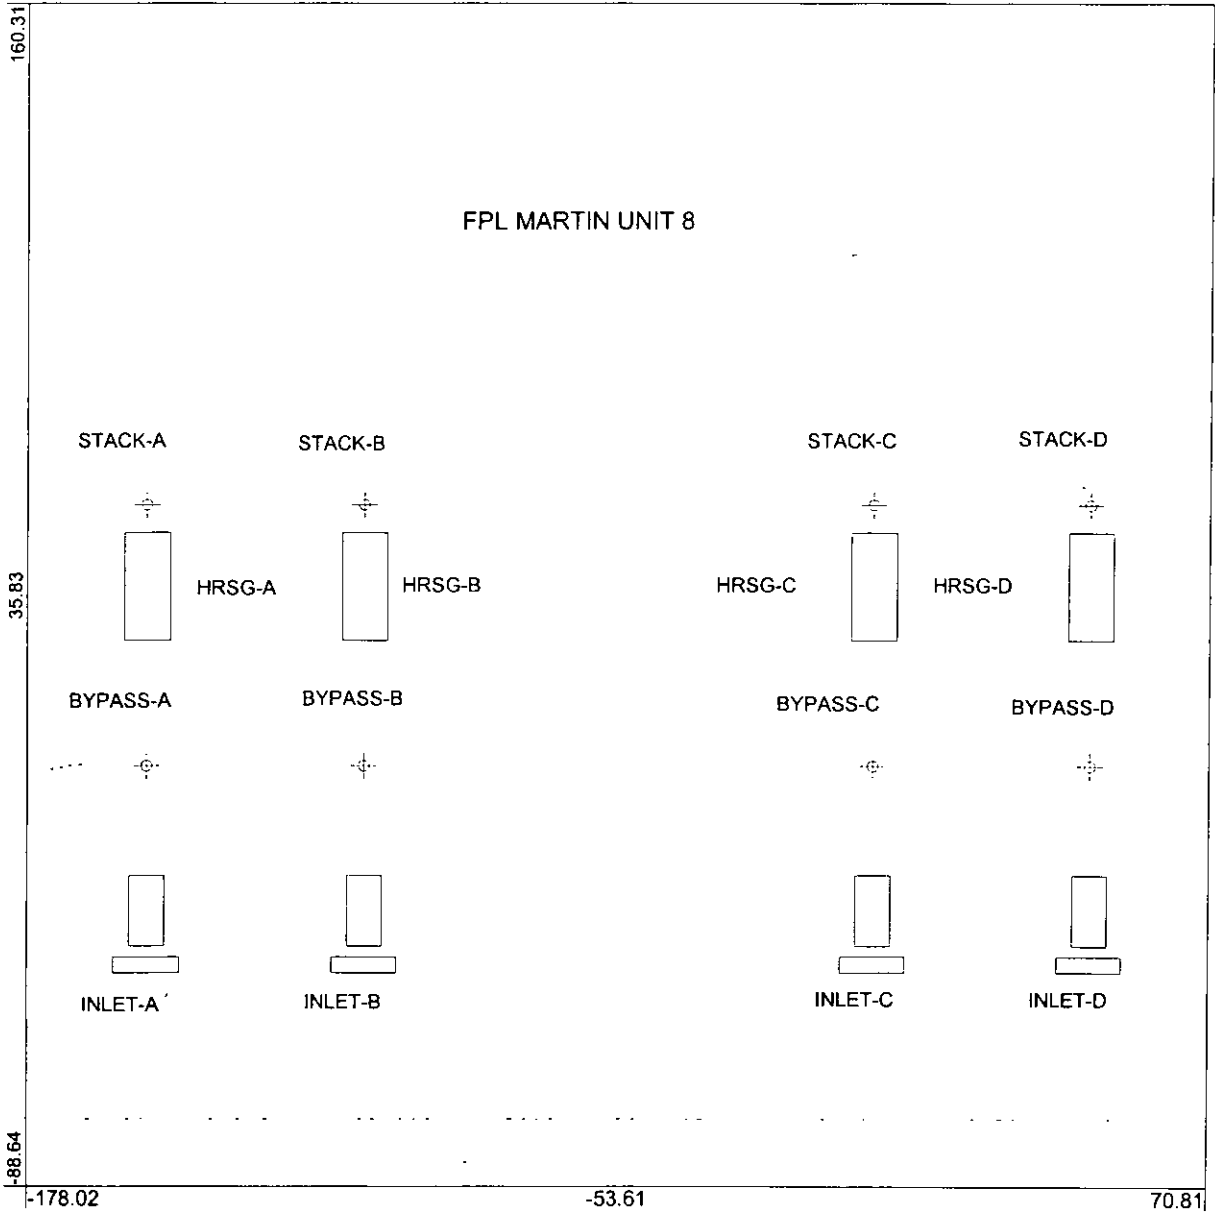 160.31
FPL MARTIN UNIT 8
STACK-A
STACK-B
STACK-C
STACK-D
35.83
HRSG-A
HRSG-B
HRSG-C
HRSG-D
BYPASS-A
BYPASS-B
BYPASS-C
BYPASS-D
INLET-A
INLET-B
INLET-C
INLET-D
-88.64
-178.02
-53.61
70.81